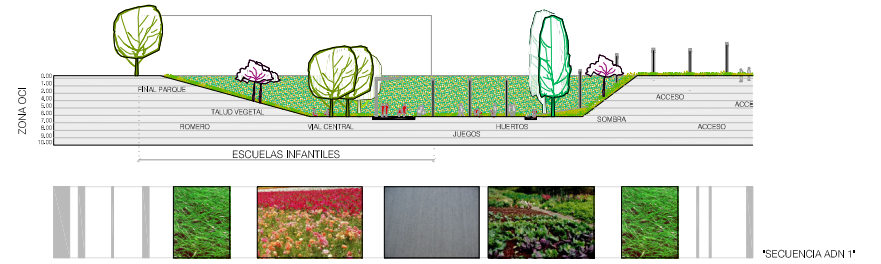 0.00
1.00
2.00
3.00
4.00
5.00
6.00
7.00
8.00
9.00
10.00
ZONA OCI
FINAL PARQUE
ACCESO
ACCE
TALUD VEGETAL
SOMBRA
ROMERO
VIAL CENTRAL
HUERTOS
ACCESO
JUEGOS
ESCUELAS INFANTILES
"SECUENCIA ADN 1"